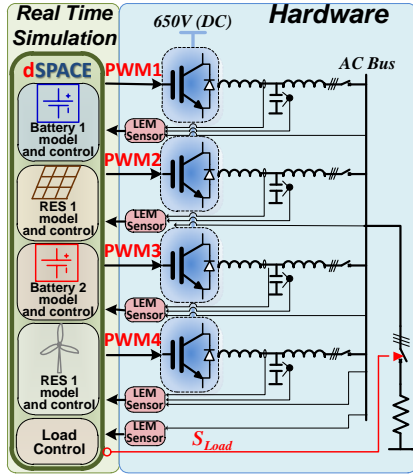 Real Time
Simulation
Hardware
650V (DC)
AC Bus
dSPACE
PWM1
Battery 1
model
and control
LEM
Sensor
PWM2
RES 1
model
and control
LEM
Sensor
PWM3
Battery 2
model
and control
LEM
Sensor
PWM4
RES 1
model
and Control
LEM
Sensor
Load
Control
LEM
Sensor
S_Load